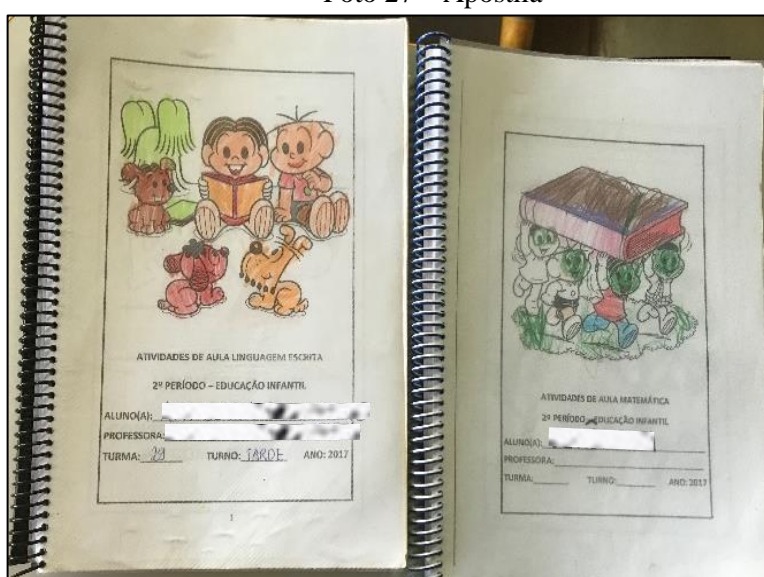 Foto 27 – Apostila
ATIVIDADES DE AULA LINGUAGEM ESCRITA
2º PERÍODO – EDUCAÇÃO INFANTIL
ALUNO(A):
PROFESSORA:
TURMA: 29 TURNO: TARDE ANO: 2017
1
ATIVIDADES DE AULA MATEMÁTICA
2º PERÍODO – EDUCAÇÃO INFANTIL
ALUNO(A):
PROFESSORA:
TURMA: TURNO: ANO: 2017